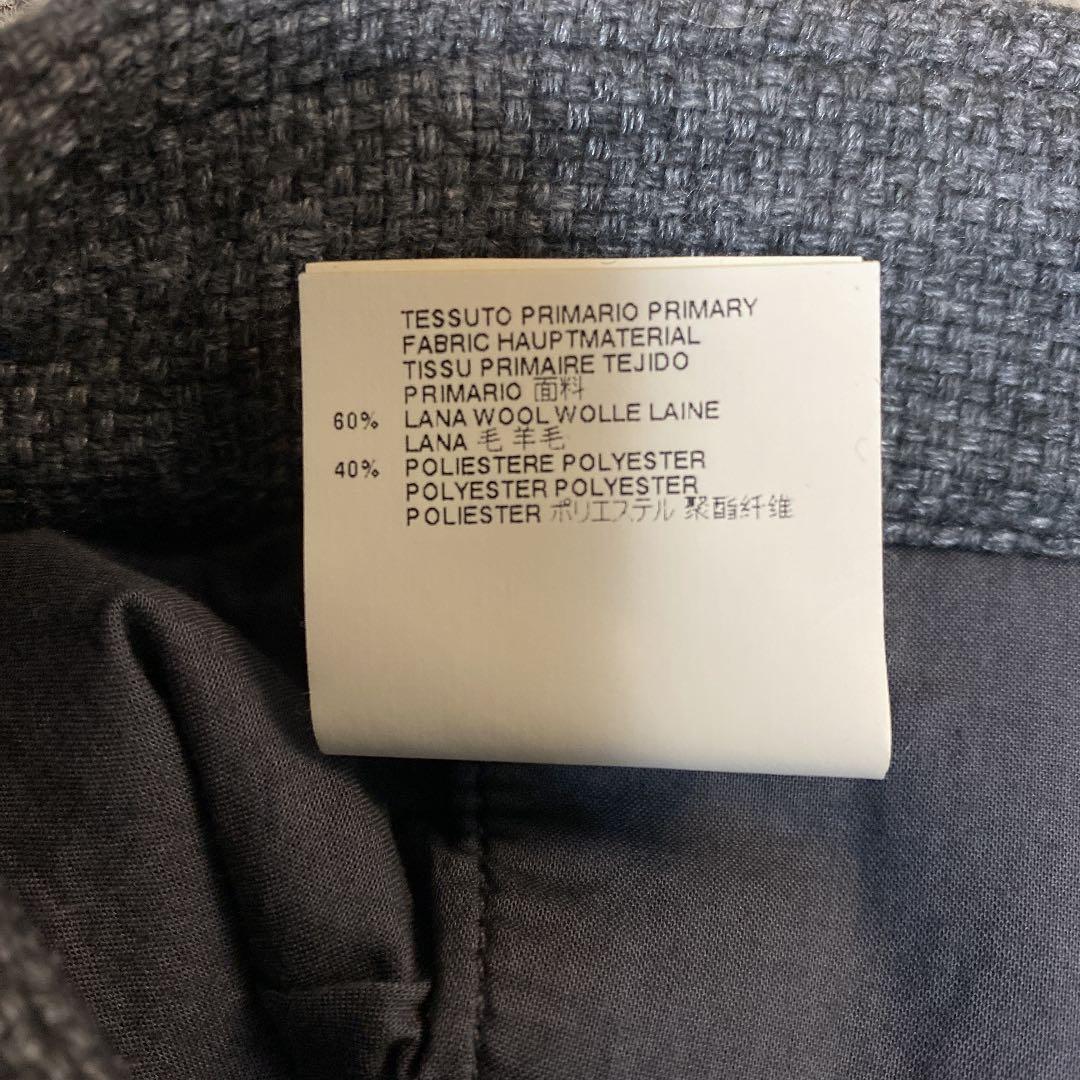 TESSUTO PRIMARIO PRIMARY
FABRIC HAUPTMATERIAL
TISSU PRIMAIRE TEJIDO
PRIMARIO 面料
60% LANA WOOL WOLLE LAINE
LANA 毛 羊毛
40% POLIESTERE POLYESTER
POLYESTER POLYESTER
POLIESTER ポリエステル 聚酯纤维